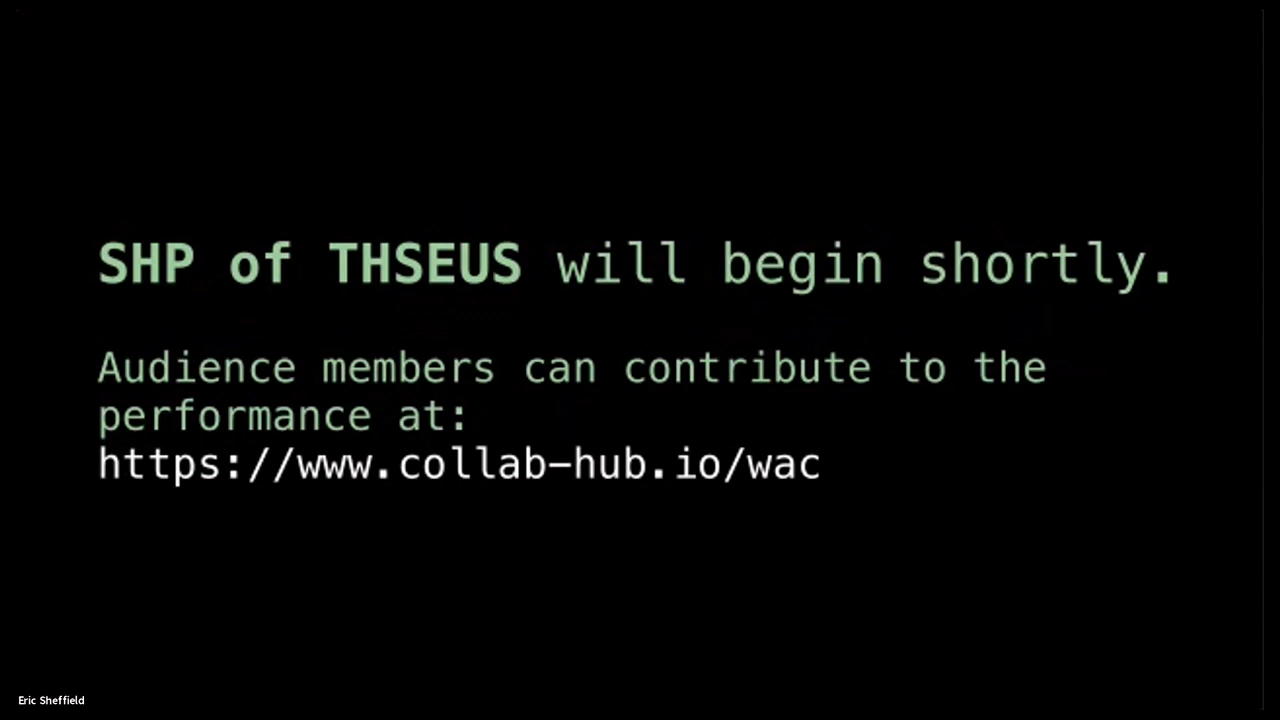 SHP of THSEUS will begin shortly.
Audience members can contribute to the
performance at:
https://www.collab-hub.io/wac
Eric Sheffield